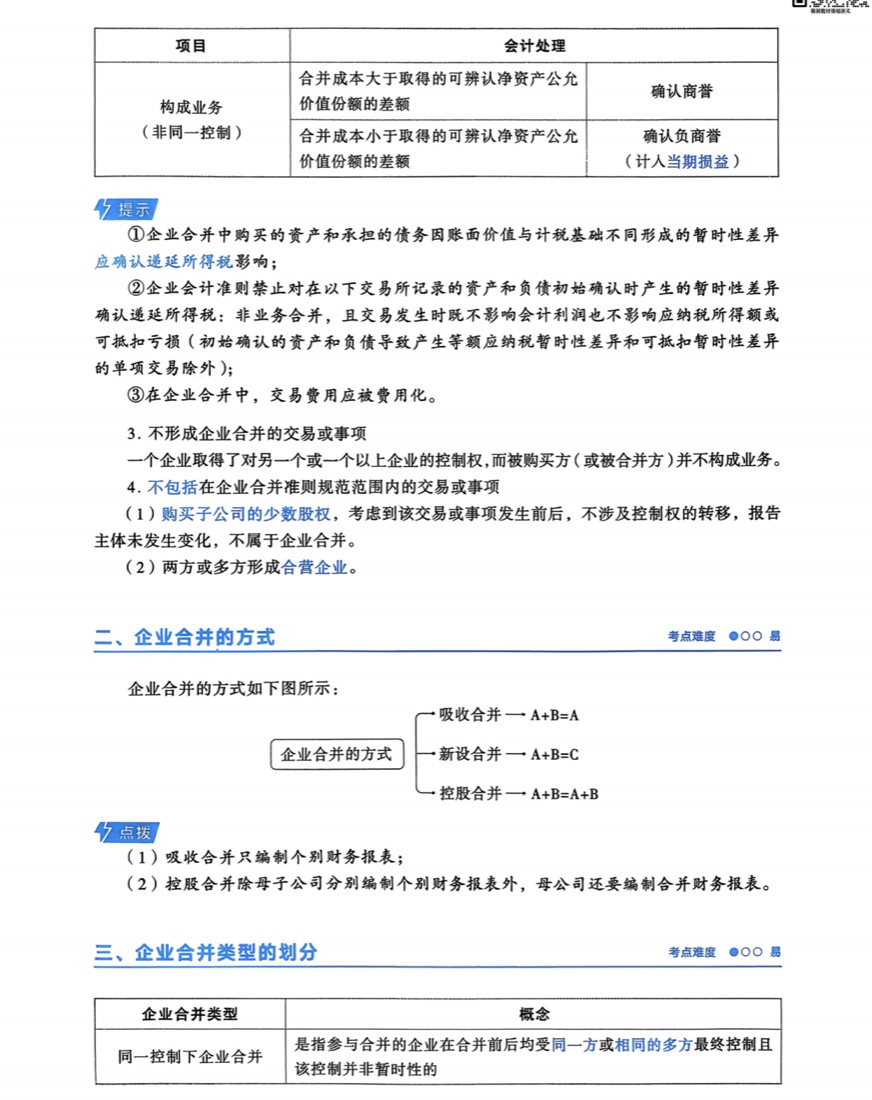 项目 会计处理
构成业务
（非同一控制）
合并成本大于取得的可辨认净资产公允
价值份额的差额
确认商誉
合并成本小于取得的可辨认净资产公允
价值份额的差额
确认负商誉
（计入当期损益）
提示
①企业合并中购买的资产和承担的债务因账面价值与计税基础不同形成的暂时性差异
应确认递延所得税影响；
②企业会计准则禁止对在以下交易所记录的资产和负债初始确认时产生的暂时性差异
确认递延所得税：非业务合并，且交易发生时既不影响会计利润也不影响应纳税所得额或
可抵扣亏损（初始确认的资产和负债导致产生等额应纳税暂时性差异和可抵扣暂时性差异
的单项交易除外）；
③在企业合并中，交易费用应被费用化。
3. 不形成企业合并的交易或事项
一个企业取得了对另一个或一个以上企业的控制权，而被购买方（或被合并方）并不构成业务。
4. 不包括在企业合并准则规范范围内的交易或事项
（1）购买子公司的少数股权，考虑到该交易或事项发生前后，不涉及控制权的转移，报告
主体未发生变化，不属于企业合并。
（2）两方或多方形成合营企业。
二、企业合并的方式 考点难度 ●○○ 易
企业合并的方式如下图所示：
企业合并的方式
吸收合并→A+B=A
新设合并→A+B=C
控股合并→A+B=A+B
点拨
（1）吸收合并只编制个别财务报表；
（2）控股合并除母子公司分别编制个别财务报表外，母公司还要编制合并财务报表。
三、企业合并类型的划分 考点难度 ●○○ 易
企业合并类型 概念
同一控制下企业合并
是指参与合并的企业在合并前后均受同一方或相同的多方最终控制且
该控制并非暂时性的